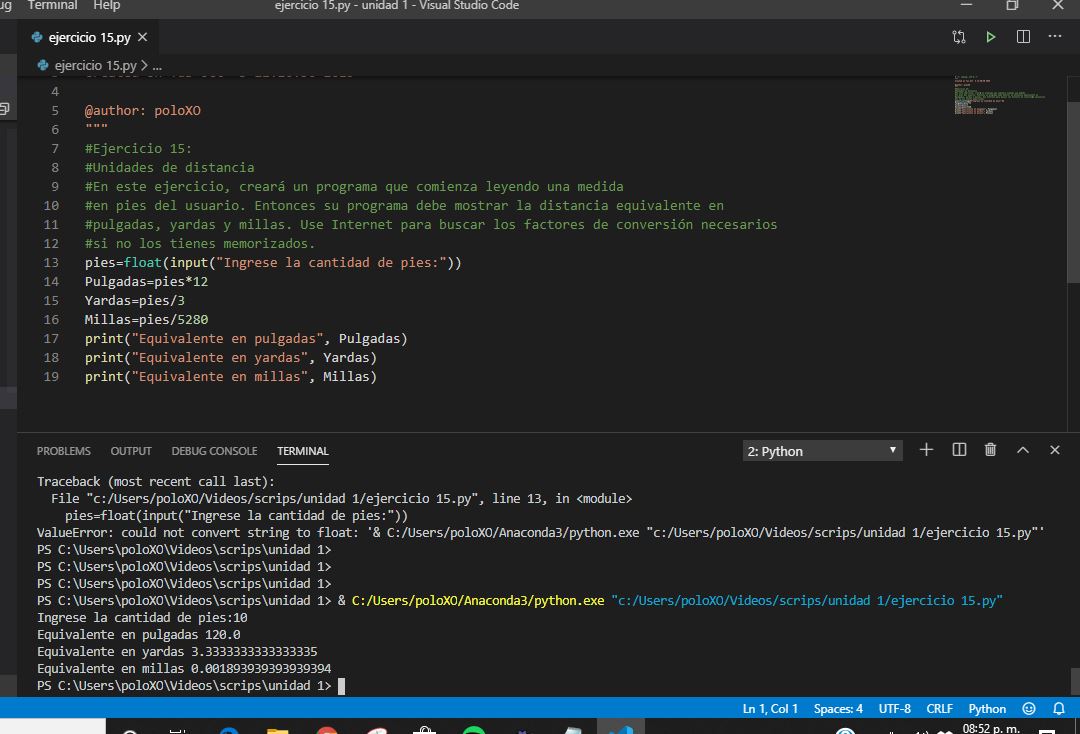 Terminal Help ejercicio 15.py - unidad 1 - Visual Studio Code
ejercicio 15.py
ejercicio 15.py > ...
4
5 @author: poloXO
6 """
7 #Ejercicio 15:
8 #Unidades de distancia
9 #En este ejercicio, creará un programa que comienza leyendo una medida
10 #en pies del usuario. Entonces su programa debe mostrar la distancia equivalente en
11 #pulgadas, yardas y millas. Use Internet para buscar los factores de conversión necesarios
12 #si no los tienes memorizados.
13 pies=float(input("Ingrese la cantidad de pies:"))
14 Pulgadas=pies*12
15 Yardas=pies/3
16 Millas=pies/5280
17 print("Equivalente en pulgadas", Pulgadas)
18 print("Equivalente en yardas", Yardas)
19 print("Equivalente en millas", Millas)
PROBLEMS OUTPUT DEBUG CONSOLE TERMINAL 2: Python
Traceback (most recent call last):
File "c:/Users/poloXO/Videos/scrips/unidad 1/ejercicio 15.py", line 13, in <module>
pies=float(input("Ingrese la cantidad de pies:"))
ValueError: could not convert string to float: '& C:/Users/poloXO/Anaconda3/python.exe "c:/Users/poloXO/Videos/scrips/unidad 1/ejercicio 15.py"'
PS C:\Users\poloXO\Videos\scrips\unidad 1>
PS C:\Users\poloXO\Videos\scrips\unidad 1>
PS C:\Users\poloXO\Videos\scrips\unidad 1>
PS C:\Users\poloXO\Videos\scrips\unidad 1> & C:/Users/poloXO/Anaconda3/python.exe "c:/Users/poloXO/Videos/scrips/unidad 1/ejercicio 15.py"
Ingrese la cantidad de pies:10
Equivalente en pulgadas 120.0
Equivalente en yardas 3.3333333333333335
Equivalente en millas 0.001893939393939394
PS C:\Users\poloXO\Videos\scrips\unidad 1>
Ln 1, Col 1 Spaces: 4 UTF-8 CRLF Python
08:52 p. m.